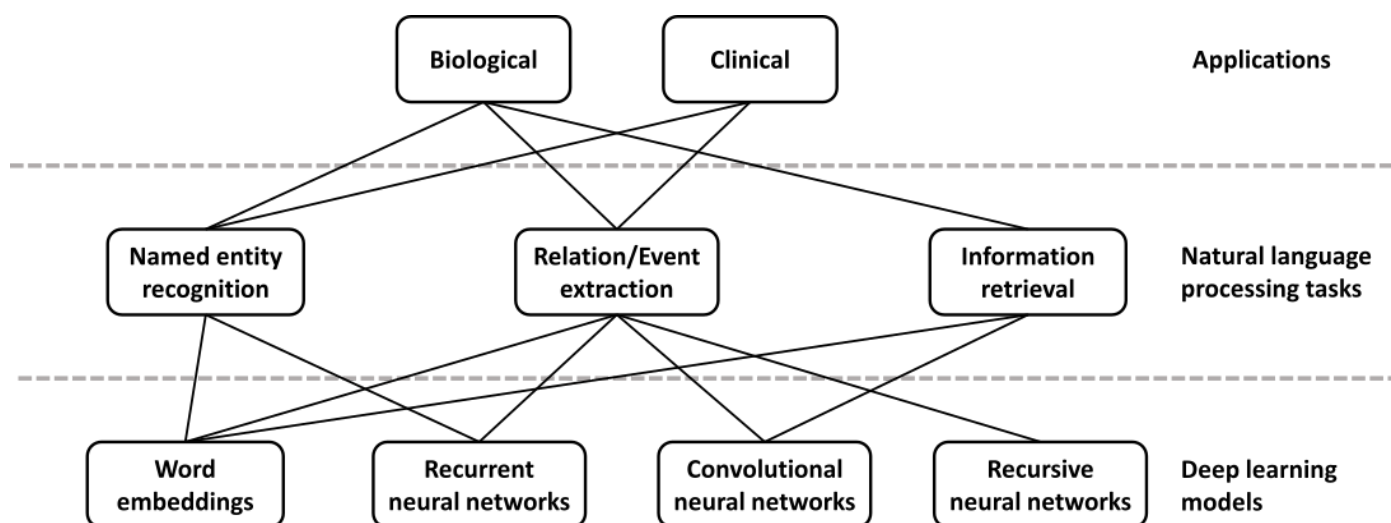 Biological
Clinical
Applications
Named entity
recognition
Relation/Event
extraction
Information
retrieval
Natural language
processing tasks
Word
embeddings
Recurrent
neural networks
Convolutional
neural networks
Recursive
neural networks
Deep learning
models